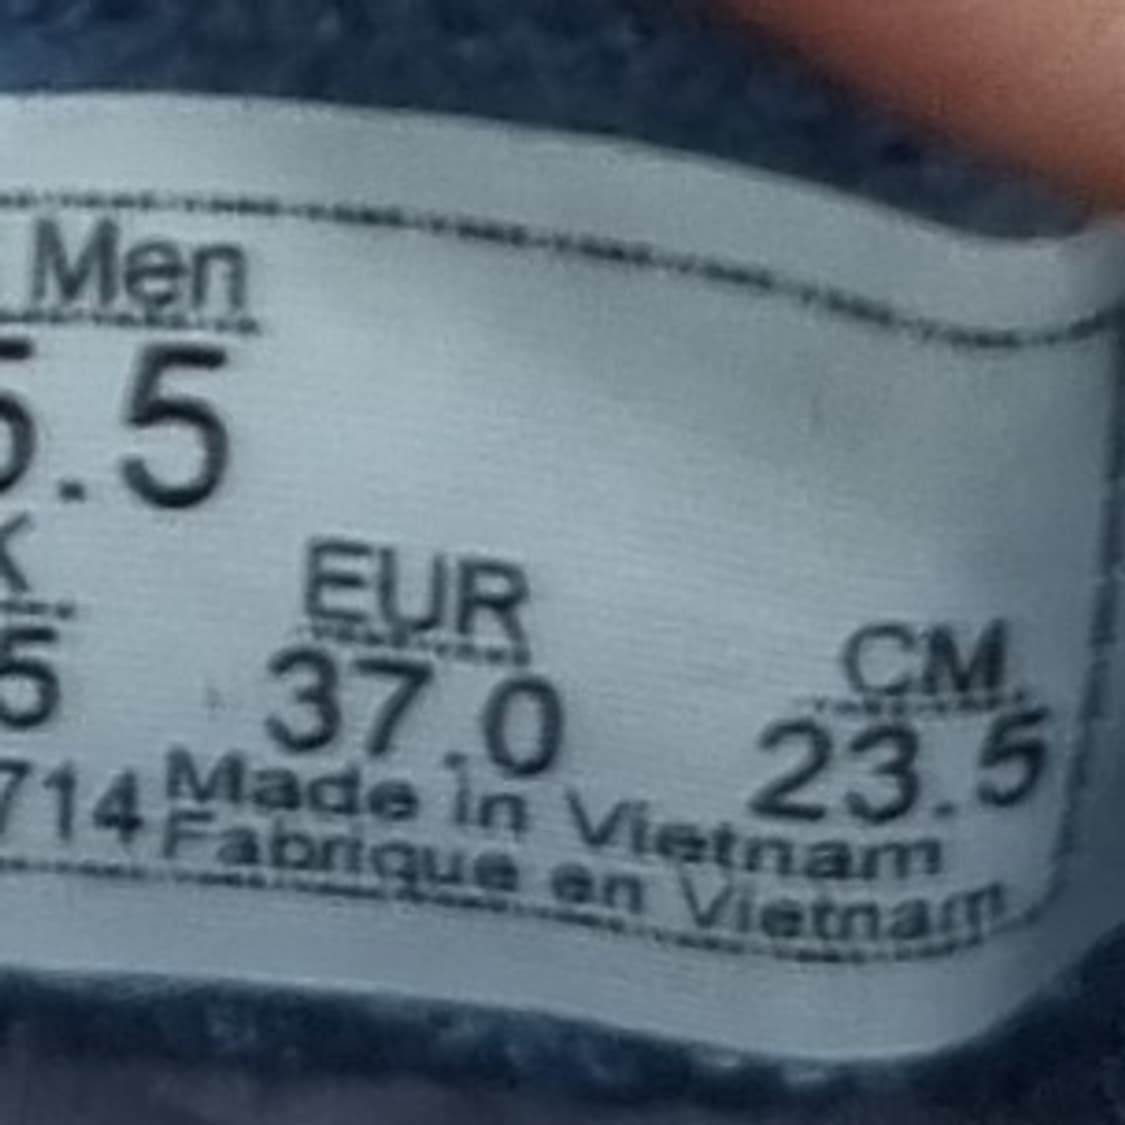 Men
5.5
K EUR CM
5 37.0 23.5
714 Made in Vietnam
Fabrique en Vietnam